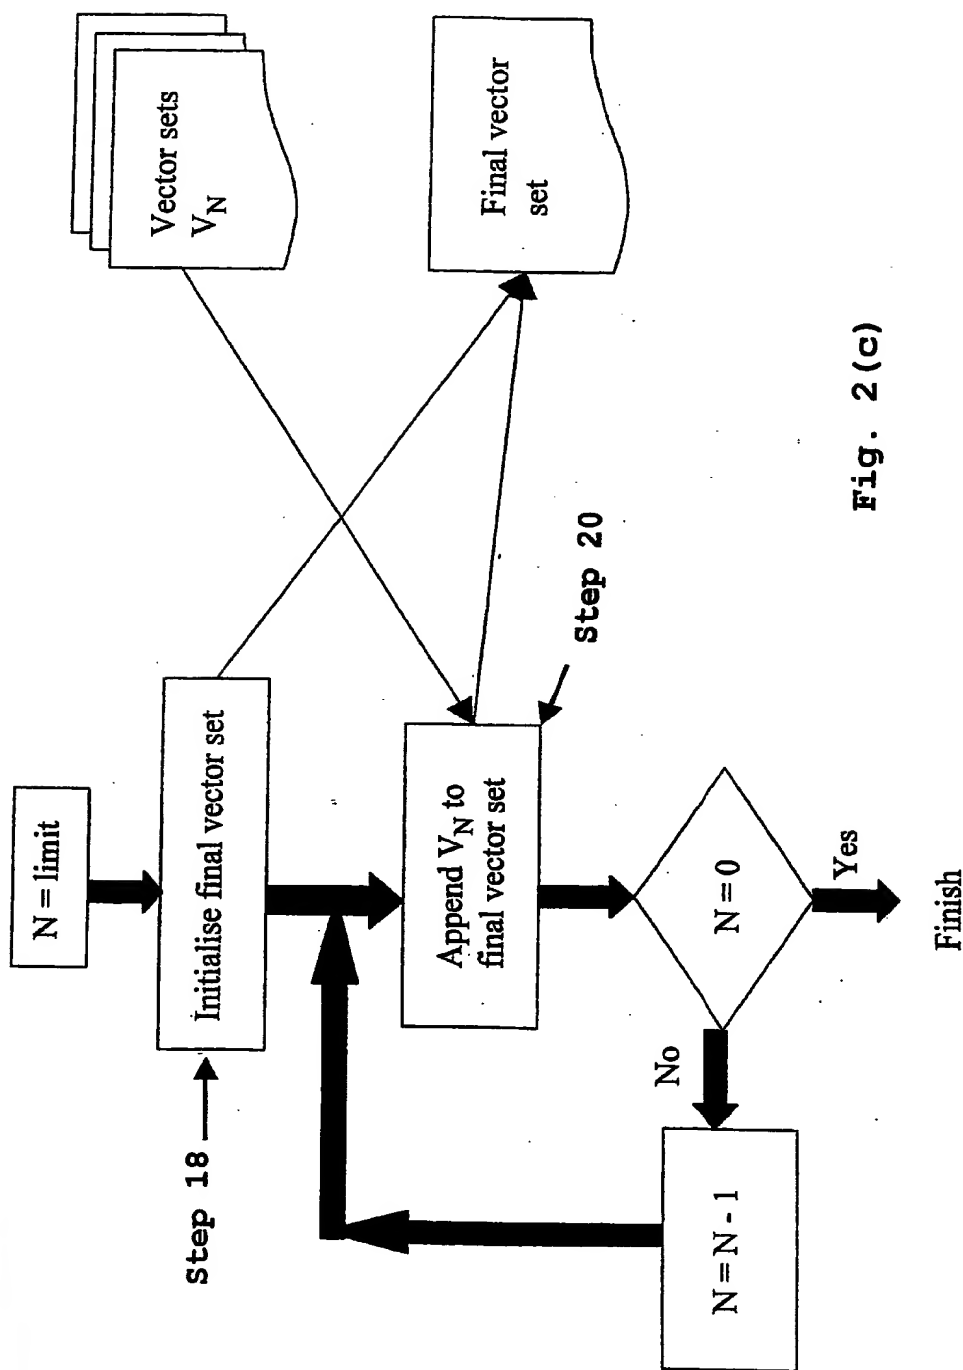 N = limit
Step 18
Initialise final vector set
Append V_N to
final vector set
Step 20
N = 0
No
Yes
N = N - 1
Finish
Vector sets
V_N
Final vector
set
Fig. 2(c)